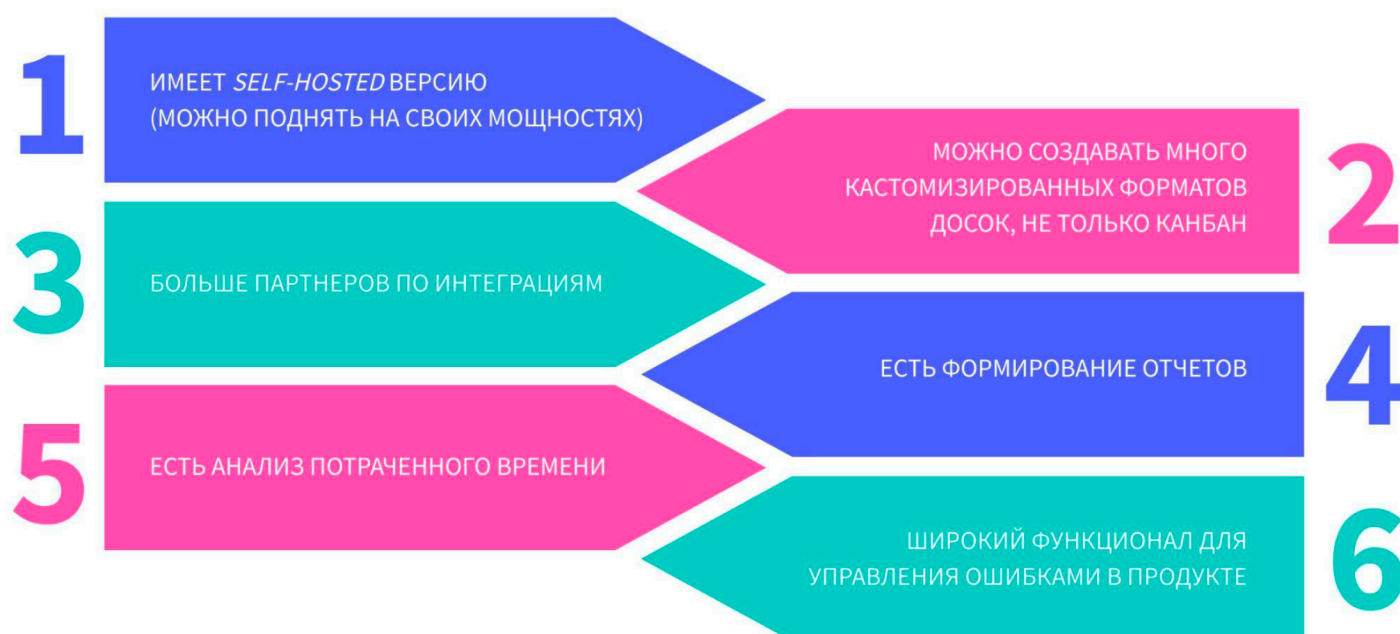 1
ИМЕЕТ SELF-HOSTED ВЕРСИЮ
(МОЖНО ПОДНЯТЬ НА СВОИХ МОЩНОСТЯХ)
2
МОЖНО СОЗДАВАТЬ МНОГО
КАСТОМИЗИРОВАННЫХ ФОРМАТОВ
ДОСОК, НЕ ТОЛЬКО КАНБАН
3
БОЛЬШЕ ПАРТНЕРОВ ПО ИНТЕГРАЦИЯМ
4
ЕСТЬ ФОРМИРОВАНИЕ ОТЧЕТОВ
5
ЕСТЬ АНАЛИЗ ПОТРАЧЕННОГО ВРЕМЕНИ
6
ШИРОКИЙ ФУНКЦИОНАЛ ДЛЯ
УПРАВЛЕНИЯ ОШИБКАМИ В ПРОДУКТЕ